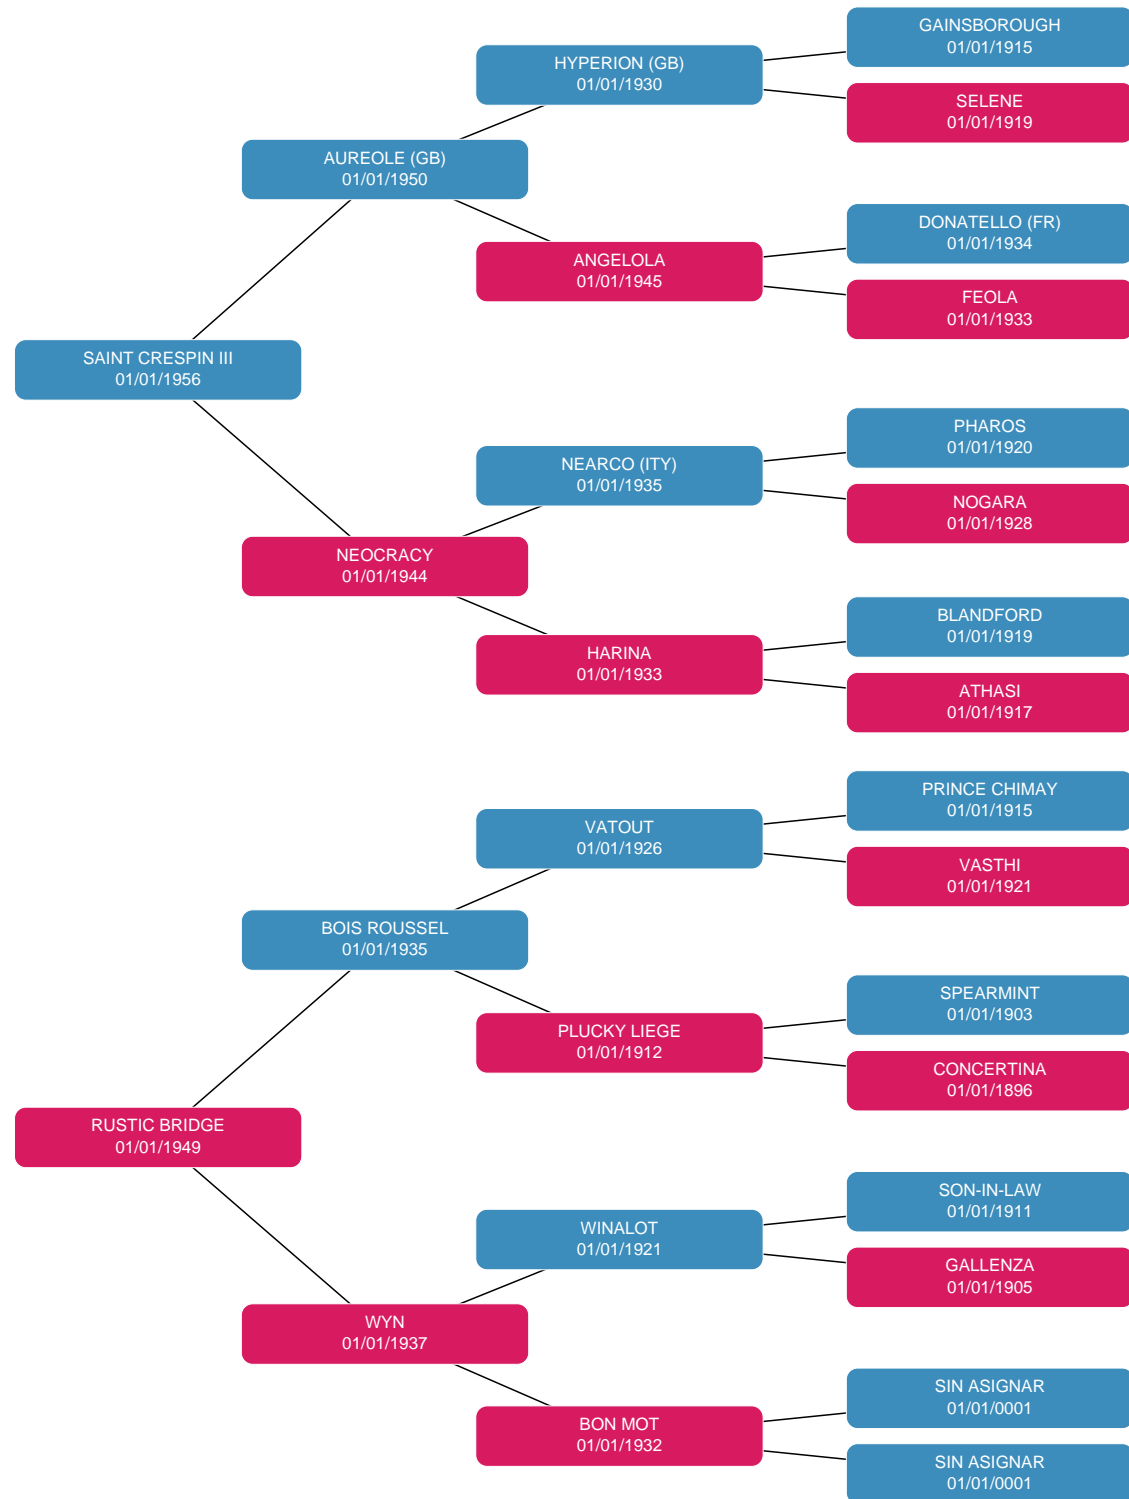 GAINSBOROUGH
01/01/1915
HYPERION (GB)
01/01/1930
SELENE
01/01/1919
AUREOLE (GB)
01/01/1950
DONATELLO (FR)
01/01/1934
ANGELOLA
01/01/1945
FEOLA
01/01/1933
SAINT CRESPIN III
01/01/1956
PHAROS
01/01/1920
NEARCO (ITY)
01/01/1935
NOGARA
01/01/1928
NEOCRACY
01/01/1944
BLANDFORD
01/01/1919
HARINA
01/01/1933
ATHASI
01/01/1917
PRINCE CHIMAY
01/01/1915
VATOUT
01/01/1926
VASTHI
01/01/1921
BOIS ROUSSEL
01/01/1935
SPEARMINT
01/01/1903
PLUCKY LIEGE
01/01/1912
CONCERTINA
01/01/1896
RUSTIC BRIDGE
01/01/1949
SON-IN-LAW
01/01/1911
WINALOT
01/01/1921
GALLENZA
01/01/1905
WYN
01/01/1937
SIN ASIGNAR
01/01/0001
BON MOT
01/01/1932
SIN ASIGNAR
01/01/0001